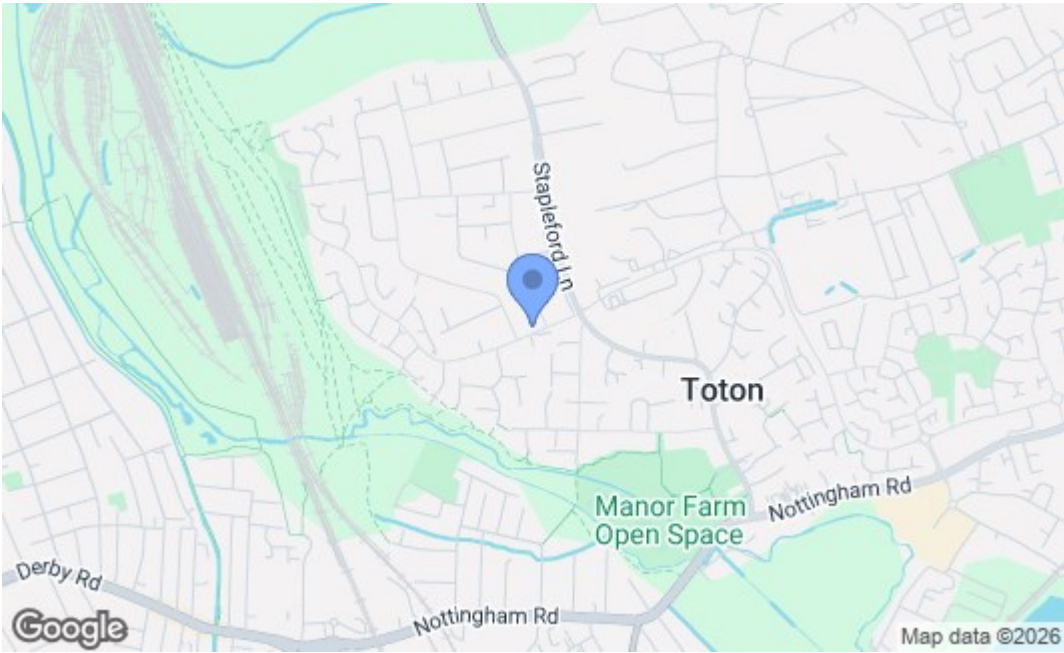 Stapleford Ln
Toton
Manor Farm
Open Space
Nottingham Rd
Derby Rd
Nottingham Rd
Google
Map data ©2026